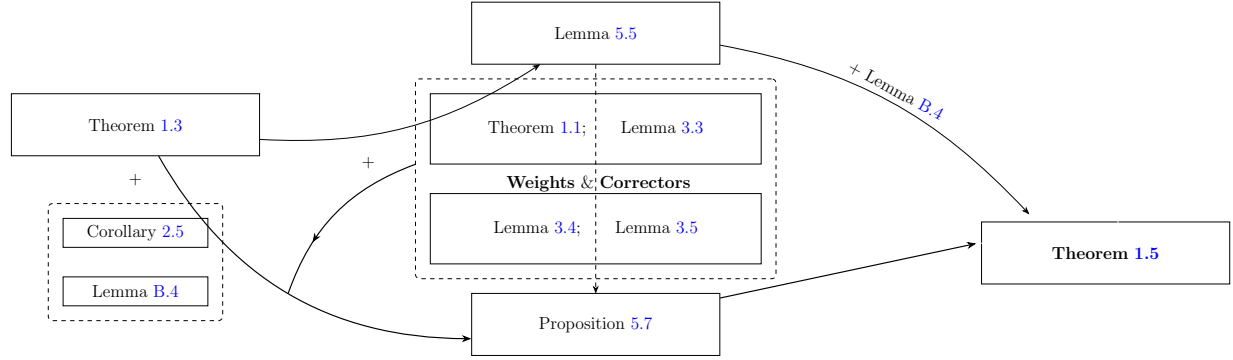 Lemma 5.5
+ Lemma B.4
Theorem 1.3
Theorem 1.1; Lemma 3.3
+
+
Weights & Correctors
Corollary 2.5
Lemma 3.4; Lemma 3.5
Theorem 1.5
Lemma B.4
Proposition 5.7